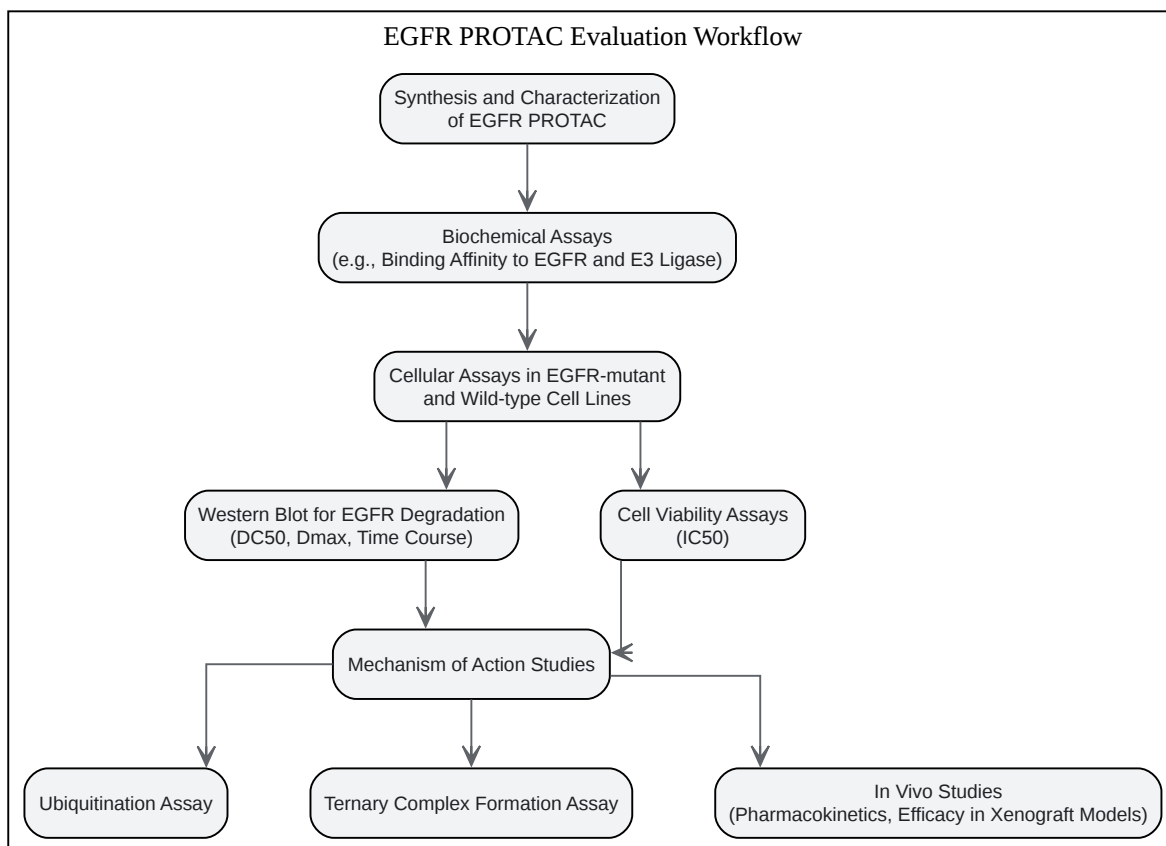 EGFR PROTAC Evaluation Workflow
Synthesis and Characterization
of EGFR PROTAC
Biochemical Assays
(e.g., Binding Affinity to EGFR and E3 Ligase)
Cellular Assays in EGFR-mutant
and Wild-type Cell Lines
Western Blot for EGFR Degradation
(DC50, Dmax, Time Course)
Cell Viability Assays
(IC50)
Mechanism of Action Studies
Ubiquitination Assay
Ternary Complex Formation Assay
In Vivo Studies
(Pharmacokinetics, Efficacy in Xenograft Models)